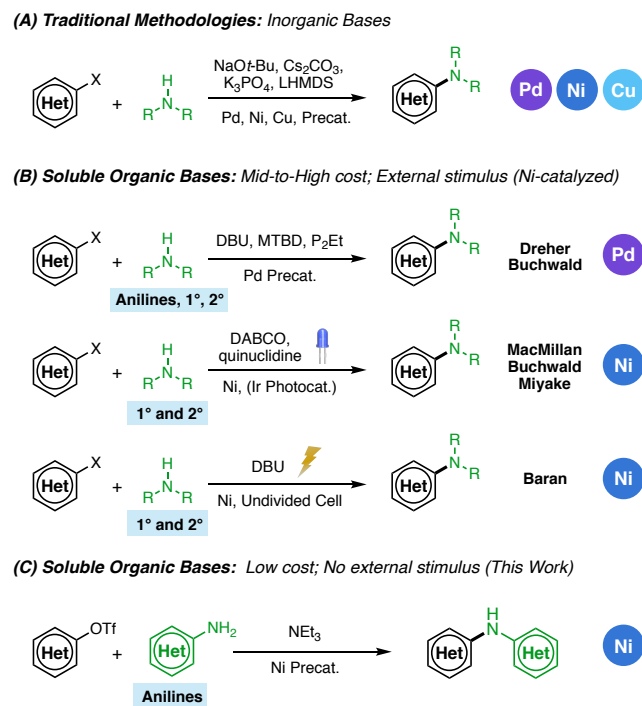 (A) Traditional Methodologies: Inorganic Bases
Het
X
+
H
N
R R
NaOt-Bu, Cs2CO3,
K3PO4, LHMDS
Pd, Ni, Cu, Precat.
Het
R
N
R
Pd Ni Cu
(B) Soluble Organic Bases: Mid-to-High cost; External stimulus (Ni-catalyzed)
Het
X
+
H
N
R R
Anilines, 1°, 2°
DBU, MTBD, P2Et
Pd Precat.
Het
R
N
R
Dreher
Buchwald
Pd
Het
X
+
H
N
R R
1° and 2°
DABCO,
quinuclidine
Ni, (Ir Photocat.)
Het
R
N
R
MacMillan
Buchwald
Miyake
Ni
Het
X
+
H
N
R R
1° and 2°
DBU
Ni, Undivided Cell
Het
R
N
R
Baran
Ni
(C) Soluble Organic Bases: Low cost; No external stimulus (This Work)
Het
OTf
+
Het
NH2
Anilines
NEt3
Ni Precat.
Het
H
N
Het
Ni